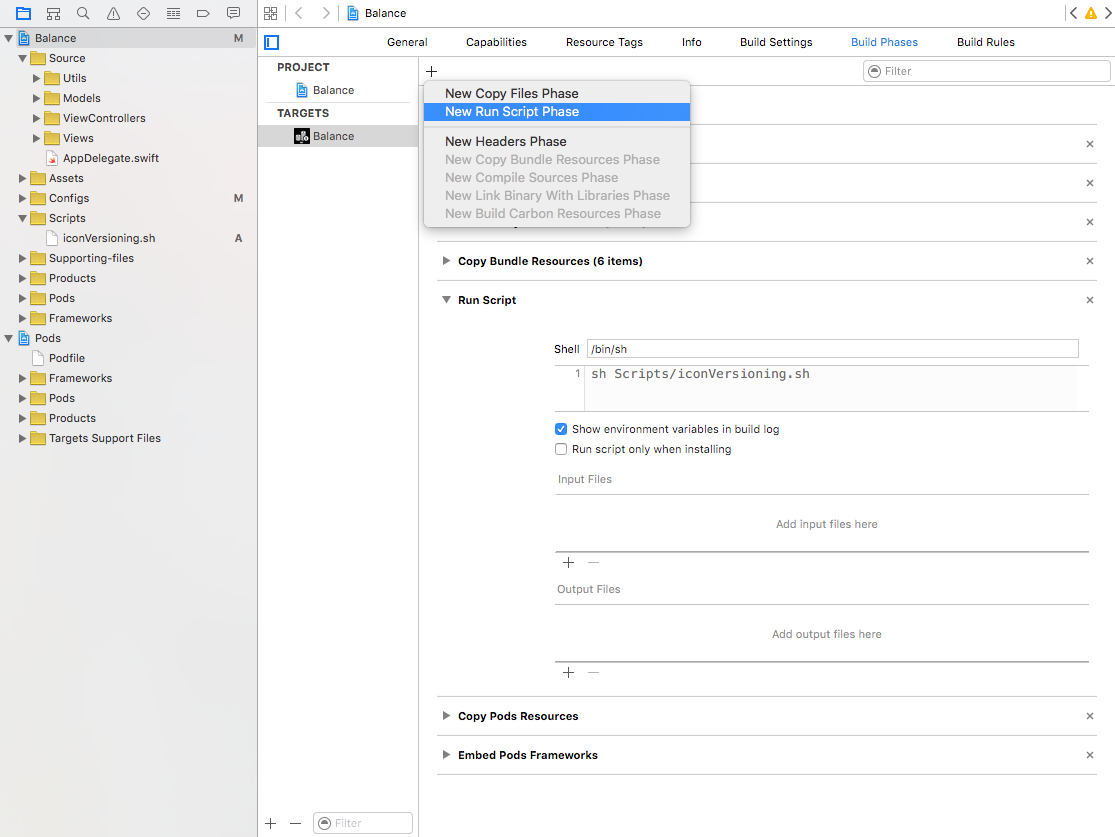 Balance
Balance M
Source
Utils
Models
ViewControllers
Views
AppDelegate.swift
Assets
Configs M
Scripts
iconVersioning.sh A
Supporting-files
Products
Pods
Frameworks
Pods
Podfile
Frameworks
Pods
Products
Targets Support Files
General Capabilities Resource Tags Info Build Settings Build Phases Build Rules
PROJECT
Balance
TARGETS
Balance
Filter
Filter
New Copy Files Phase
New Run Script Phase
New Headers Phase
New Copy Bundle Resources Phase
New Compile Sources Phase
New Link Binary With Libraries Phase
New Build Carbon Resources Phase
Copy Bundle Resources (6 items)
Run Script
Shell /bin/sh
1 sh Scripts/iconVersioning.sh
Show environment variables in build log
Run script only when installing
Input Files
Add input files here
Output Files
Add output files here
Copy Pods Resources
Embed Pods Frameworks